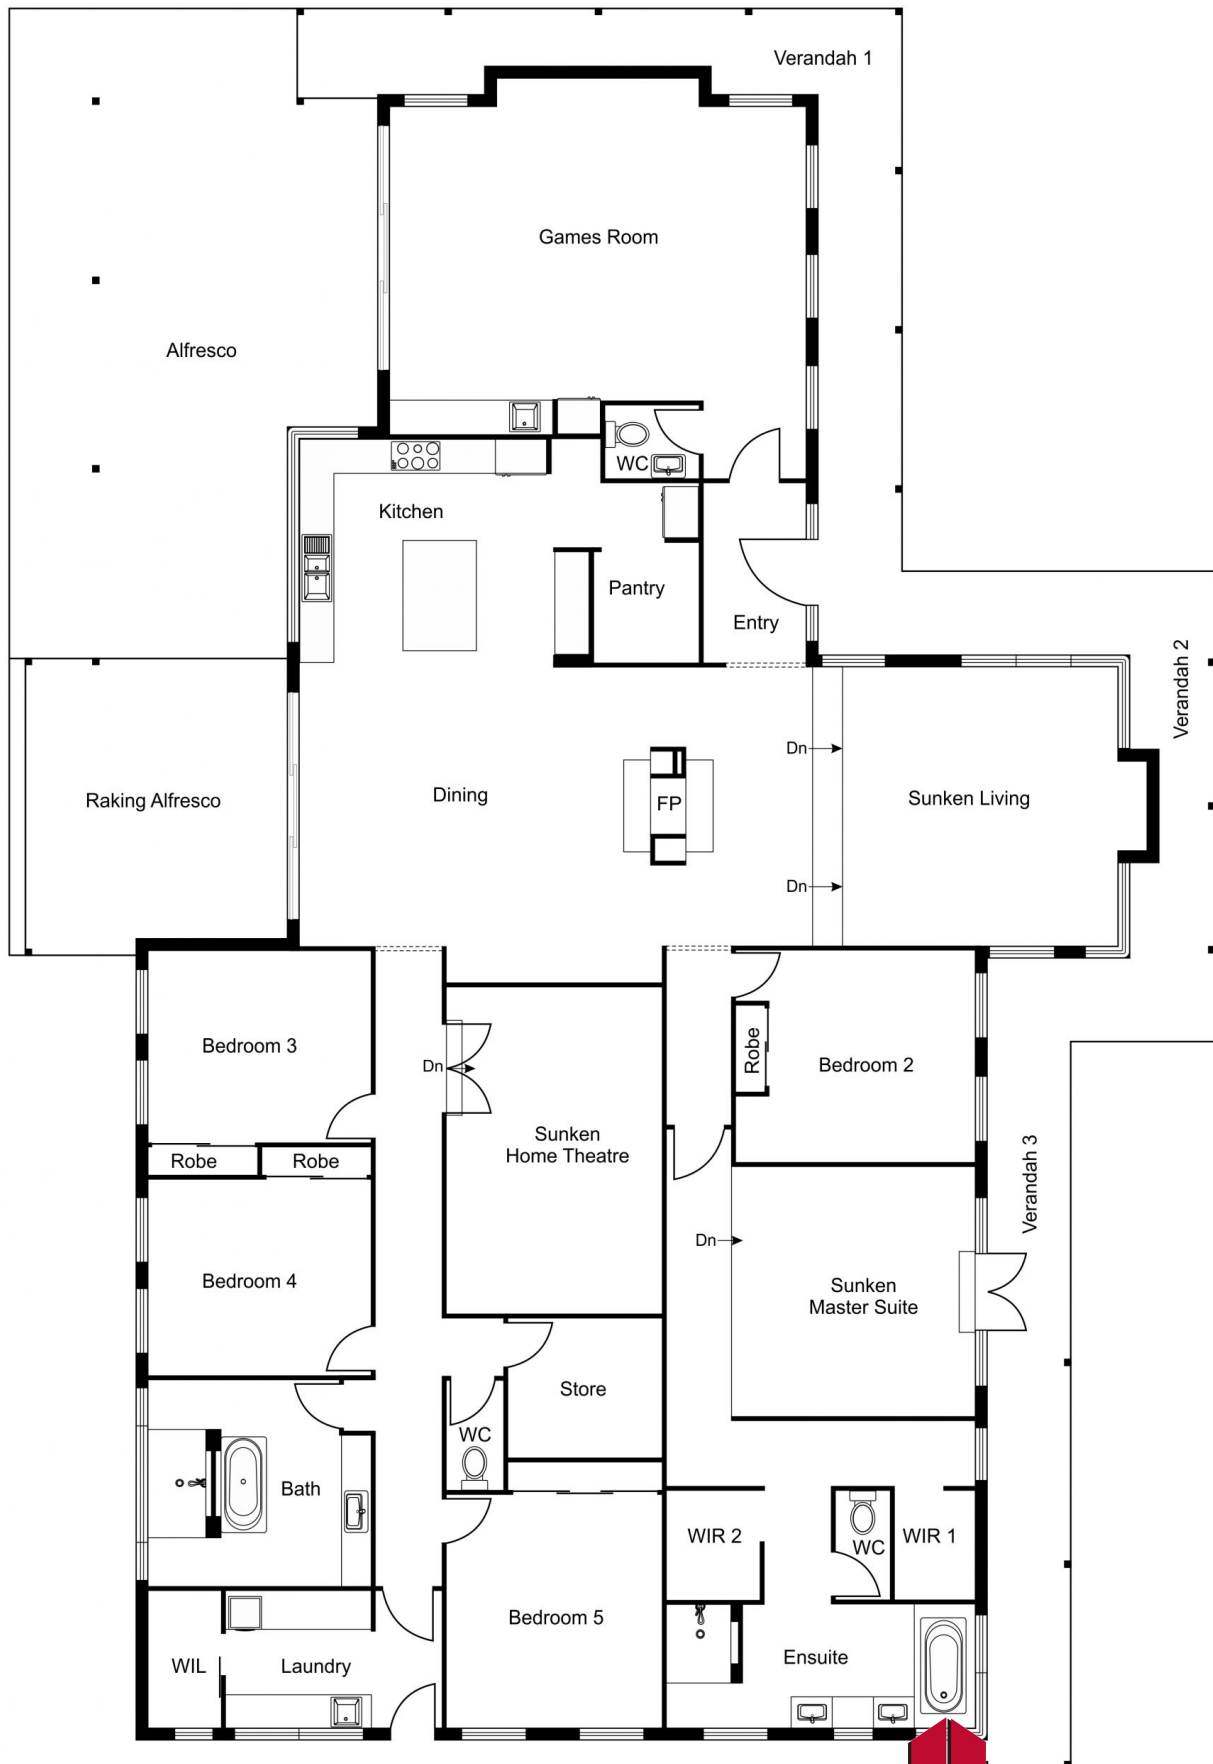 Verandah 1
Games Room
Alfresco
WC
Kitchen
Pantry
Entry
Verandah 2
Dn
Raking Alfresco
Dining
FP
Sunken Living
Dn
Bedroom 3
Robe
Bedroom 2
Dn
Sunken
Home Theatre
Robe
Robe
Verandah 3
Dn
Bedroom 4
Sunken
Master Suite
Store
WC
Bath
WIR 2
WC
WIR 1
Bedroom 5
Ensuite
WIL
Laundry